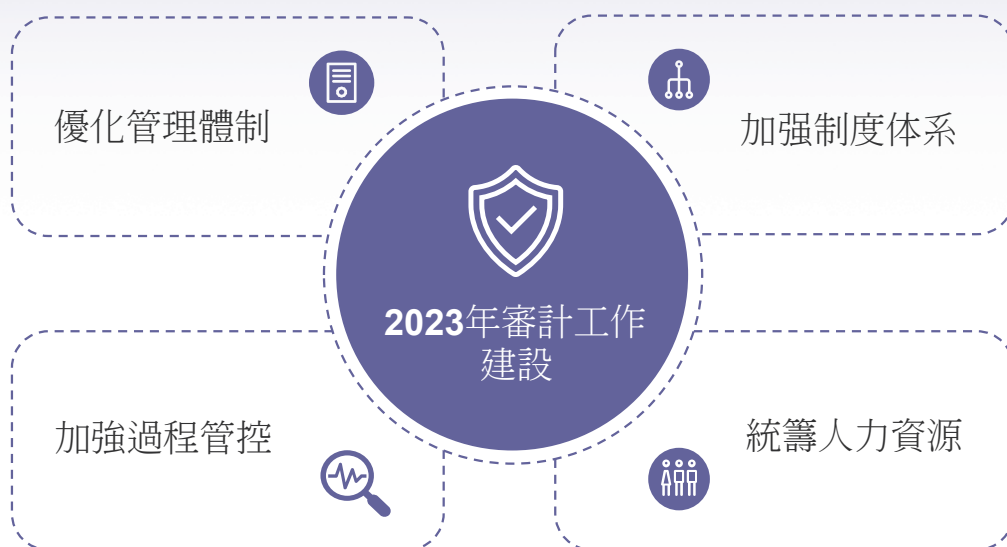 優化管理體制
加强制度体系
2023年審計工作
建設
加強過程管控
統籌人力資源